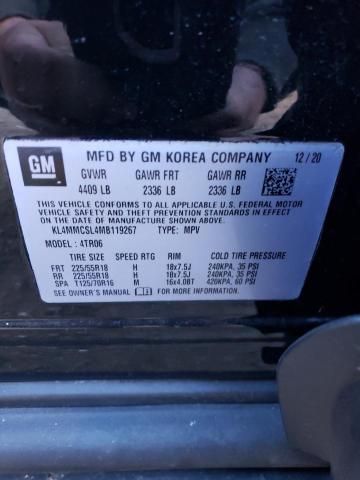 GM
MFD BY GM KOREA COMPANY 12/20
GVWR GAWR FRT GAWR RR
4409 LB 2336 LB 2336 LB
THIS VEHICLE CONFORMS TO ALL APPLICABLE U.S. FEDERAL MOTOR
VEHICLE SAFETY, BUMPER, AND THEFT PREVENTION STANDARDS IN
EFFECT ON THE DATE OF MANUFACTURE SHOWN ABOVE.
KL4MMCSL4MB119267 TYPE: MPV
MODEL: 4TR06
TIRE SIZE SPEED RTG RIM COLD TIRE PRESSURE
FRT 225/55R18 H 18x7.5J 240KPA, 35 PSI
RR 225/55R18 H 18x7.5J 240KPA, 35 PSI
SPA T125/70R16 M 16x4.0BT 420KPA, 60 PSI
SEE OWNER'S MANUAL FOR MORE INFORMATION